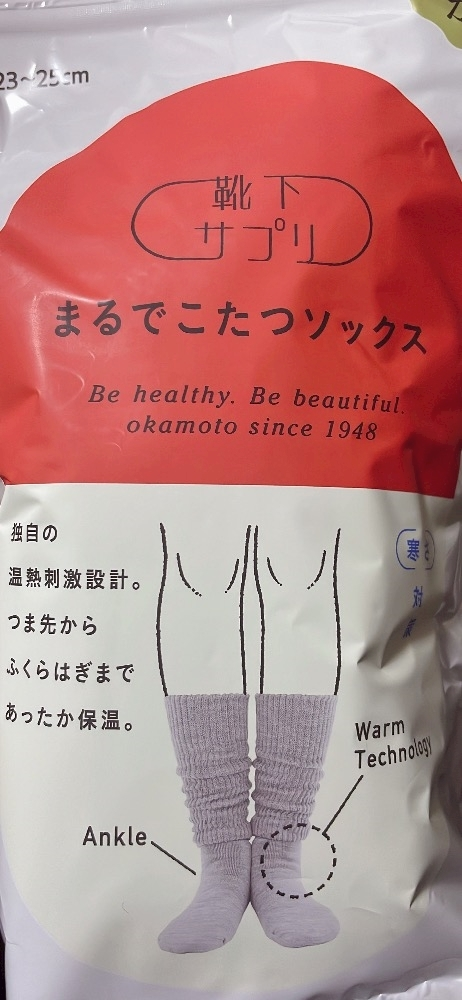 23~25cm
靴下
サプリ
まるでこたつソックス
Be healthy. Be beautiful.
okamoto since 1948
独自の
温熱刺激設計。
つま先から
ふくらはぎまで
あったか保温。
寒さ
対策
Warm
Technology
Ankle